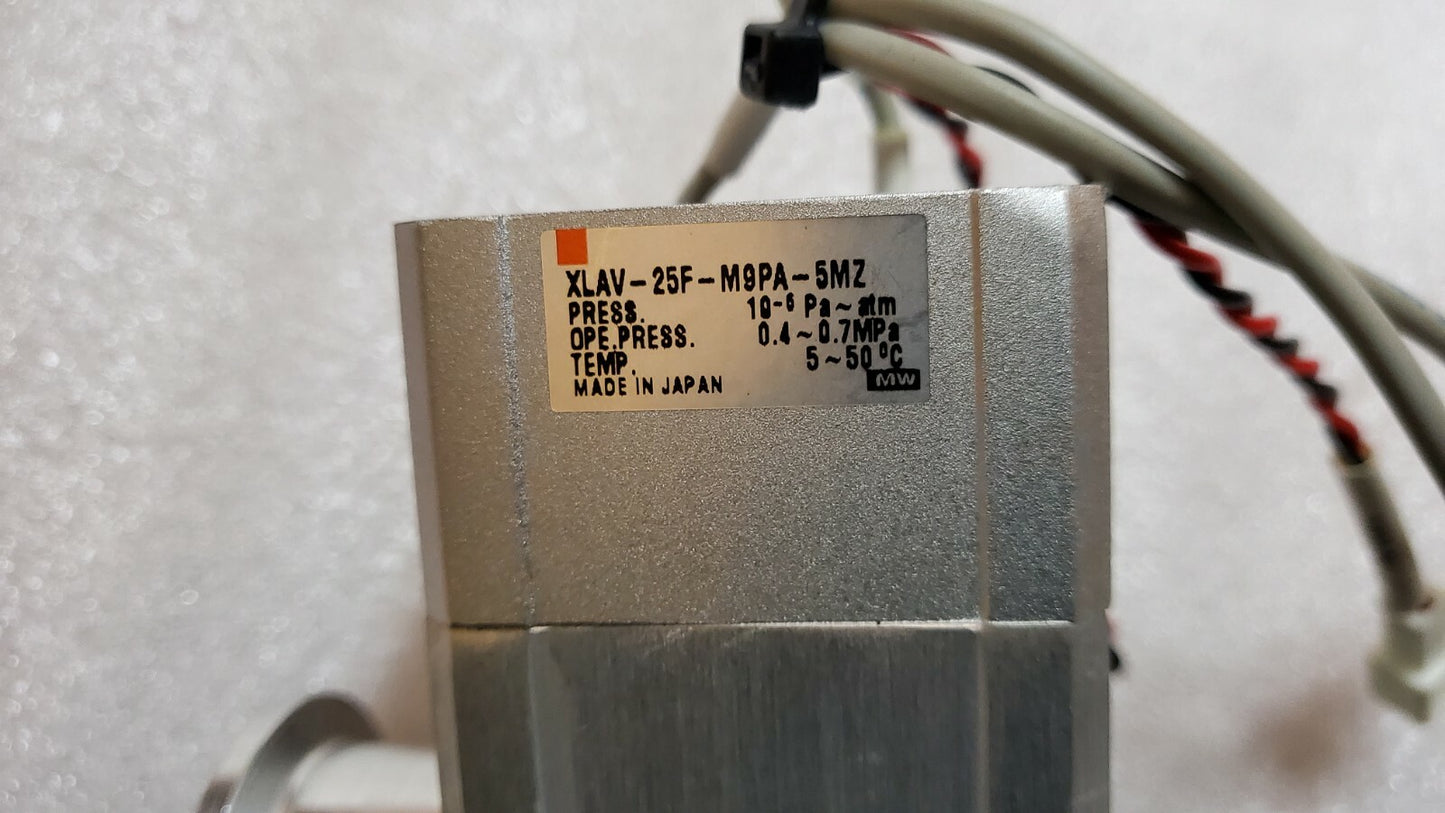 XLAV-25F-M9PA-5MZ
PRESS. 10⁻⁶ Pa~atm
OPE.PRESS. 0.4~0.7MPa
TEMP. 5~50°C
MADE IN JAPAN MW